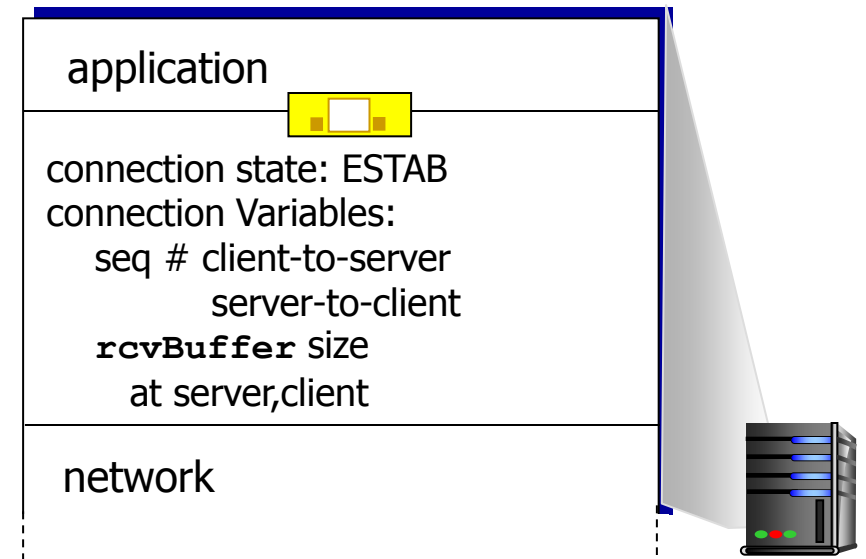 application
connection state: ESTAB
connection Variables:
seq # client-to-server
server-to-client
rcvBuffer size
at server,client
network